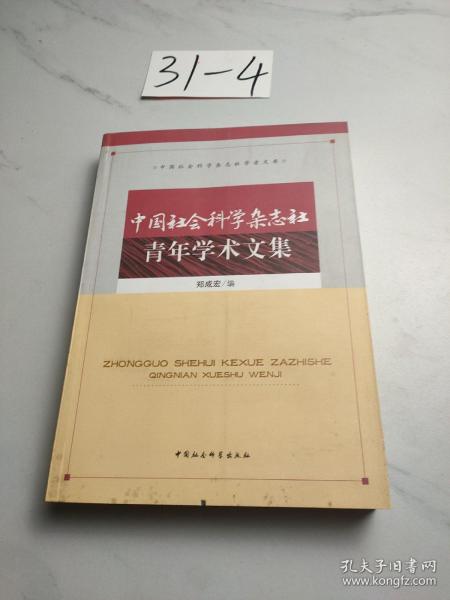 31-4
中国社会科学杂志社学者文库
中国社会科学杂志社
青年学术文集
郑成宏/编
ZHONGGUO SHEHUI KEXUE ZAZHISHE
QINGNIAN XUESHU WENJI
中国社会科学出版社
孔夫子旧书网
www.kongfz.com